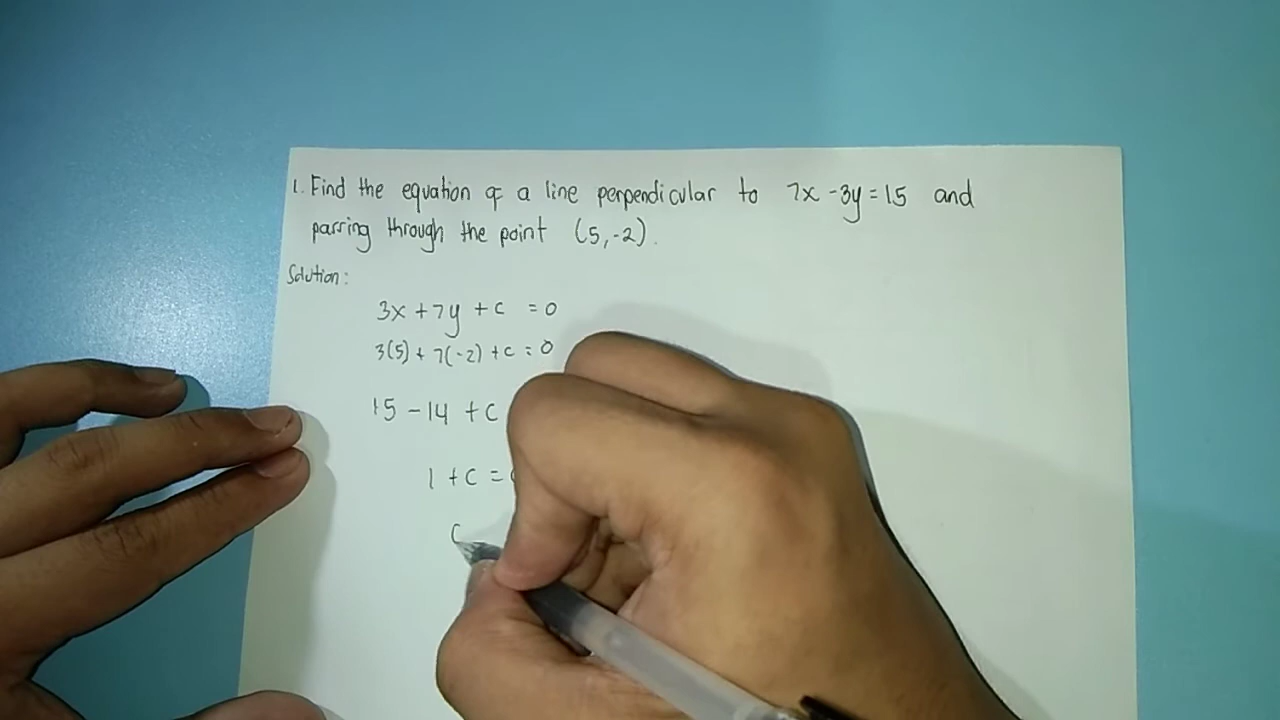 1. Find the equation of a line perpendicular to 7x - 3y = 15 and
passing through the point (5, -2).
Solution:
3x + 7y + c = 0
3(5) + 7(-2) + c = 0
15 - 14 + c
1 + c =
c